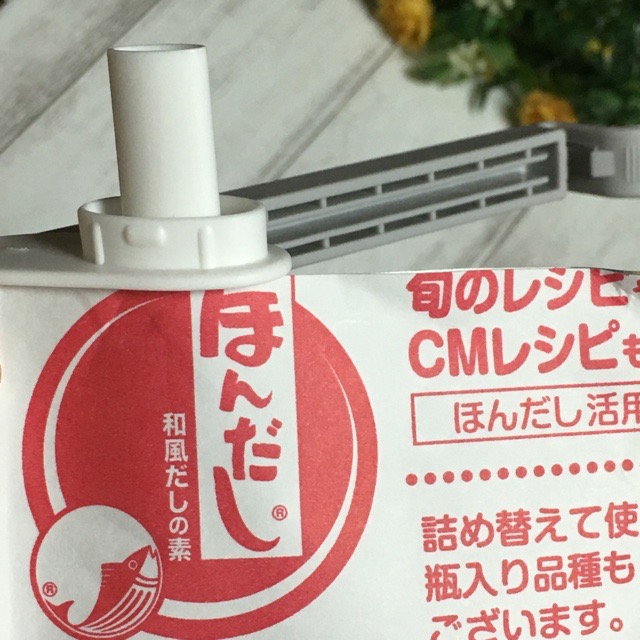 ほんだし
®
和風だしの素
®
旬のレシピ
CMレシピも
ほんだし活用
詰め替えて使
瓶入り品種も
ございます。